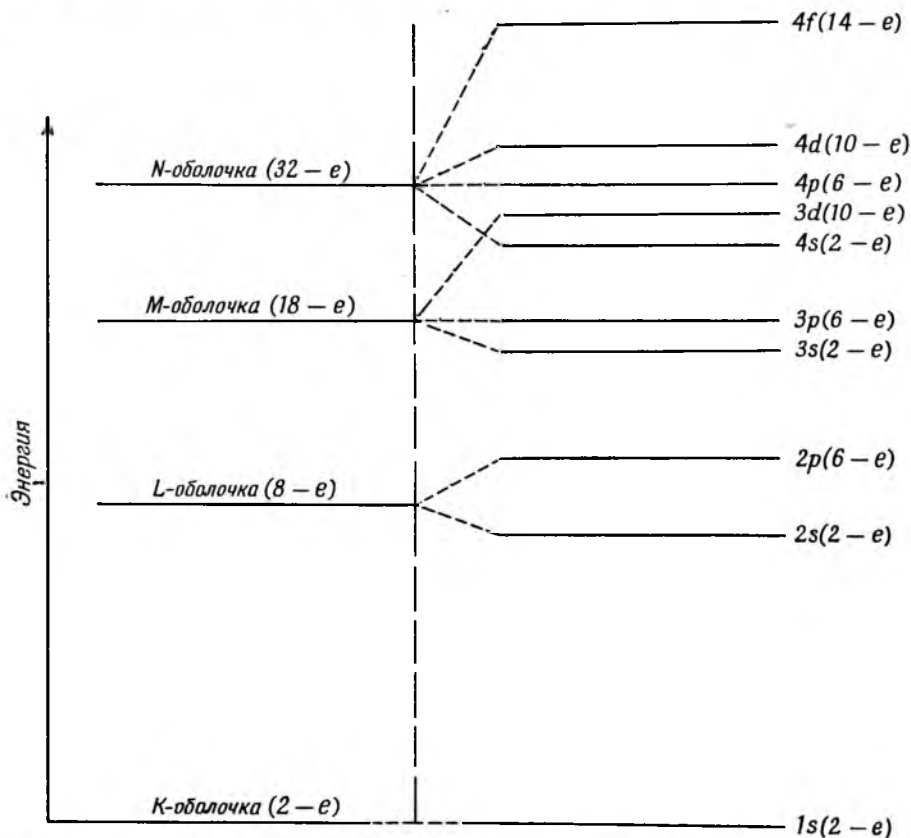 4f(14 — e)
4d(10 — e)
N-оболочка (32 — e)
4p(6 — e)
3d(10 — e)
4s(2 — e)
M-оболочка (18 — e)
3p(6 — e)
3s(2 — e)
Энергия
2p(6 — e)
L-оболочка (8 — e)
2s(2 — e)
K-оболочка (2 — e)
1s(2 — e)